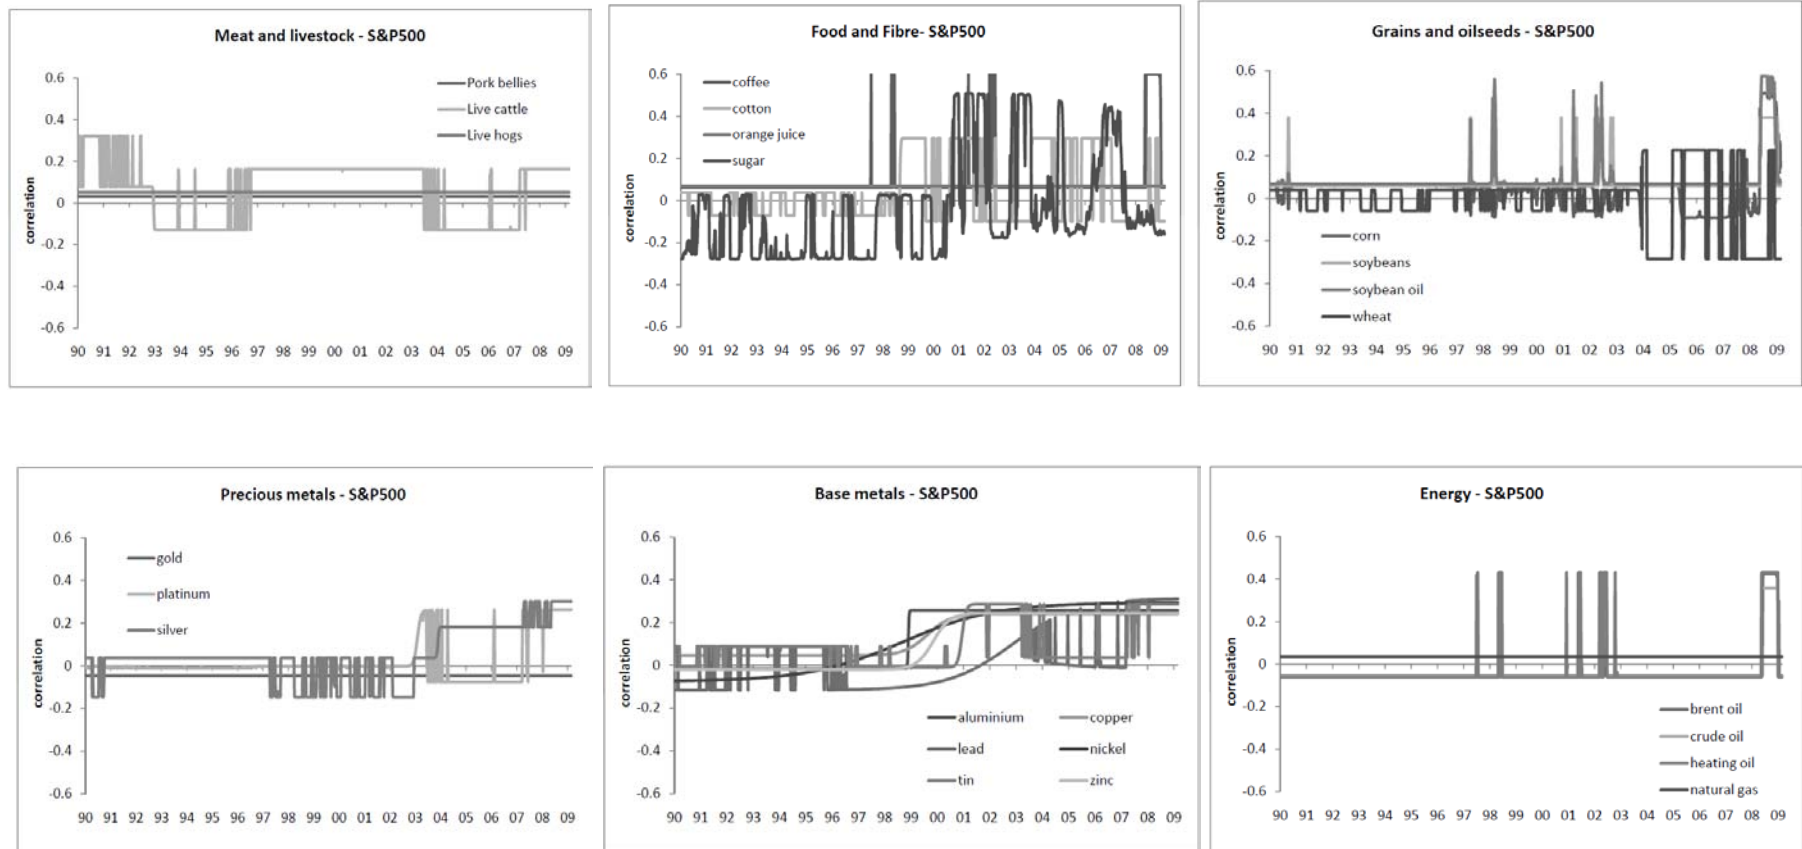 Meat and livestock - S&P500
0.6
0.4
0.2
0
-0.2
-0.4
-0.6
correlation
Pork bellies
Live cattle
Live hogs
90 91 92 93 94 95 96 97 99 00 01 02 03 04 06 07 08 09
Food and Fibre- S&P500
0.6
0.4
0.2
0
-0.2
-0.4
-0.6
correlation
coffee
cotton
orange juice
sugar
90 91 92 93 94 95 96 97 98 99 00 01 02 03 04 05 06 07 08 09
Grains and oilseeds - S&P500
0.6
0.4
0.2
0
-0.2
-0.4
-0.6
correlation
corn
soybeans
soybean oil
wheat
90 91 92 93 94 95 96 97 98 99 00 01 02 03 04 05 06 07 08 09
Precious metals - S&P500
0.6
0.4
0.2
0
-0.2
-0.4
-0.6
correlation
gold
platinum
silver
90 91 92 93 94 95 96 97 98 99 00 01 02 03 04 05 06 07 08 09
Base metals - S&P500
0.6
0.4
0.2
0
-0.2
-0.4
-0.6
correlation
aluminium copper
lead nickel
tin zinc
90 91 92 93 94 95 96 97 99 00 01 02 03 04 06 07 08 09
Energy - S&P500
0.6
0.4
0.2
0
-0.2
-0.4
-0.6
correlation
brent oil
crude oil
heating oil
natural gas
90 91 92 93 94 95 96 97 98 99 00 01 02 03 04 05 06 07 08 09